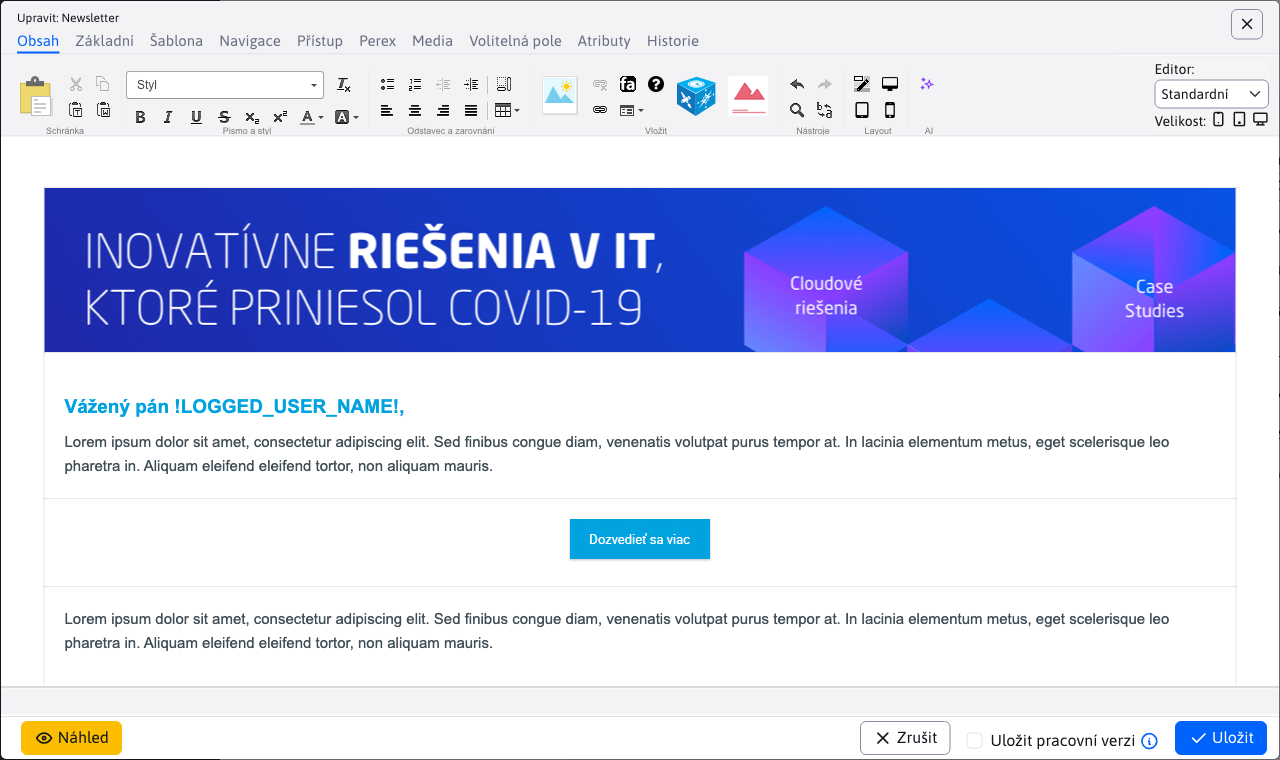 Upravit: Newsletter
Obsah Základní Šablona Navigace Přístup Perex Media Volitelná pole Atributy Historie
Editor:
Styl
Standardní
B I U S x₂ x² A A
Velikost:
Schránka Písmo a styl Odstavec a zarovnání Vložit Nástroje Layout AI
INOVATÍVNE RIEŠENIA V IT,
KTORÉ PRINIESOL COVID-19
Cloudové
riešenia
Case
Studies
Vážený pán !LOGGED_USER_NAME!,
Lorem ipsum dolor sit amet, consectetur adipiscing elit. Sed finibus congue diam, venenatis volutpat purus tempor at. In lacinia elementum metus, eget scelerisque leo
pharetra in. Aliquam eleifend eleifend tortor, non aliquam mauris.
Dozvedieť sa viac
Lorem ipsum dolor sit amet, consectetur adipiscing elit. Sed finibus congue diam, venenatis volutpat purus tempor at. In lacinia elementum metus, eget scelerisque leo
pharetra in. Aliquam eleifend eleifend tortor, non aliquam mauris.
Náhled
Zrušit
Uložit pracovní verzi
Uložit